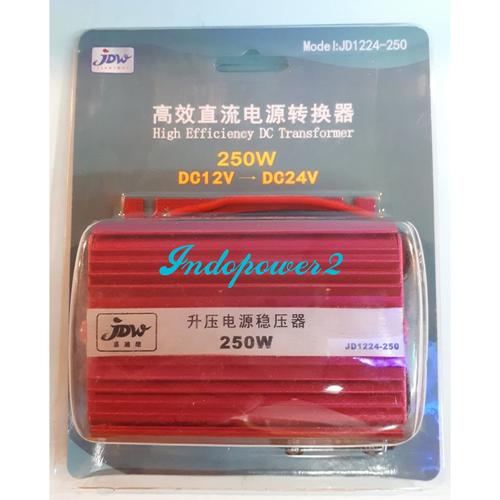 JDW
Model:JD1224-250
高效直流电源转换器
High Efficiency DC Transformer
250W
DC12V → DC24V
Indopower2
JDW
升压电源稳压器
250W
JD1224-250